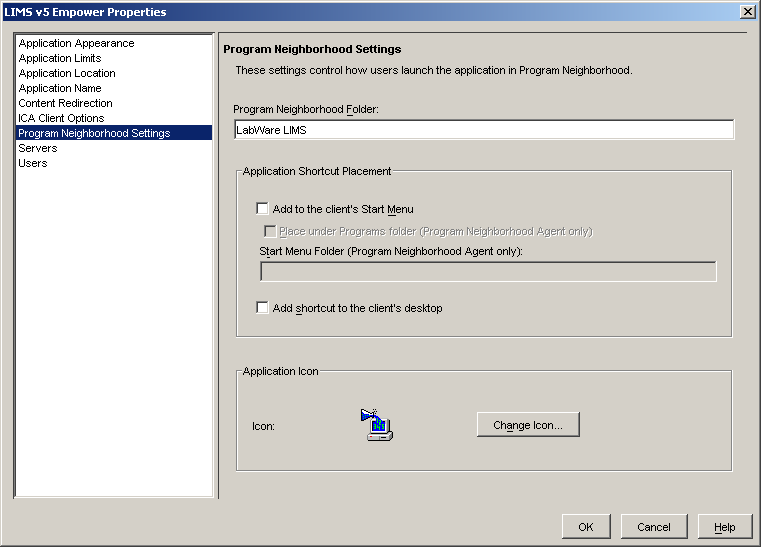 LIMS v5 Empower Properties
Application Appearance
Application Limits
Application Location
Application Name
Content Redirection
ICA Client Options
Program Neighborhood Settings
Servers
Users
Program Neighborhood Settings
These settings control how users launch the application in Program Neighborhood.
Program Neighborhood Folder:
LabWare LIMS
Application Shortcut Placement
Add to the client's Start Menu
Place under Programs folder (Program Neighborhood Agent only)
Start Menu Folder (Program Neighborhood Agent only):
Add shortcut to the client's desktop
Application Icon
Icon:
Change Icon...
OK
Cancel
Help